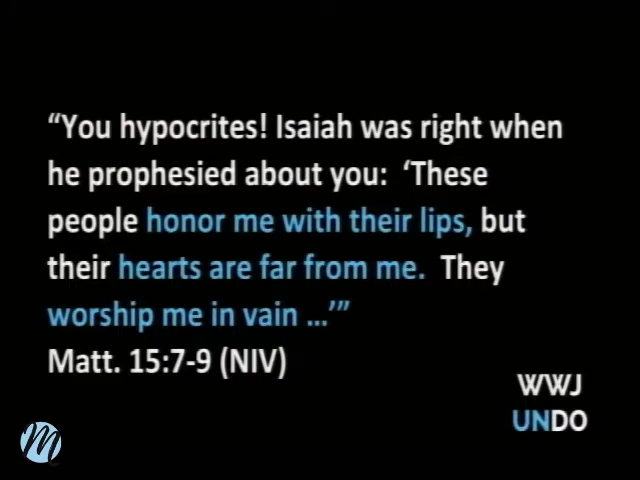 “You hypocrites! Isaiah was right when
he prophesied about you:  ‘These
people honor me with their lips, but
their hearts are far from me.  They
worship me in vain …’”
Matt. 15:7-9 (NIV)
WWJ
UNDO
M